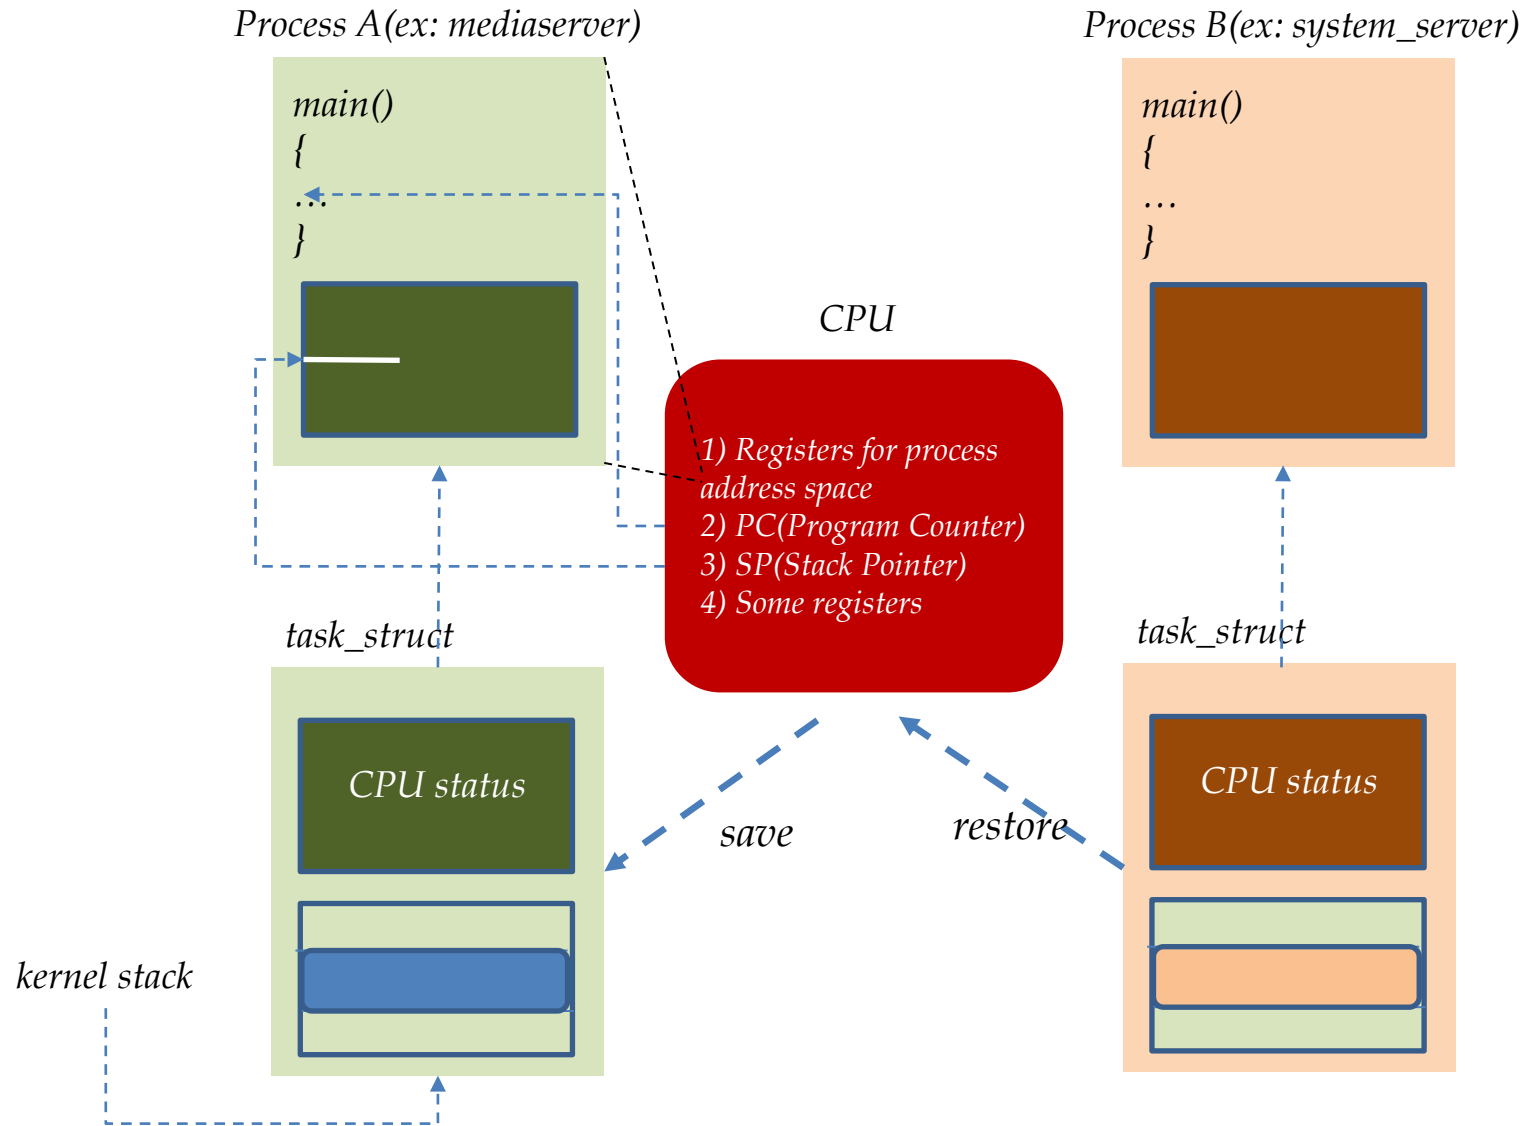 Process A(ex: mediaserver)
Process B(ex: system_server)
main()
{
…
}
main()
{
…
}
CPU
1) Registers for process
address space
2) PC(Program Counter)
3) SP(Stack Pointer)
4) Some registers
task_struct
task_struct
CPU status
CPU status
save
restore
kernel stack